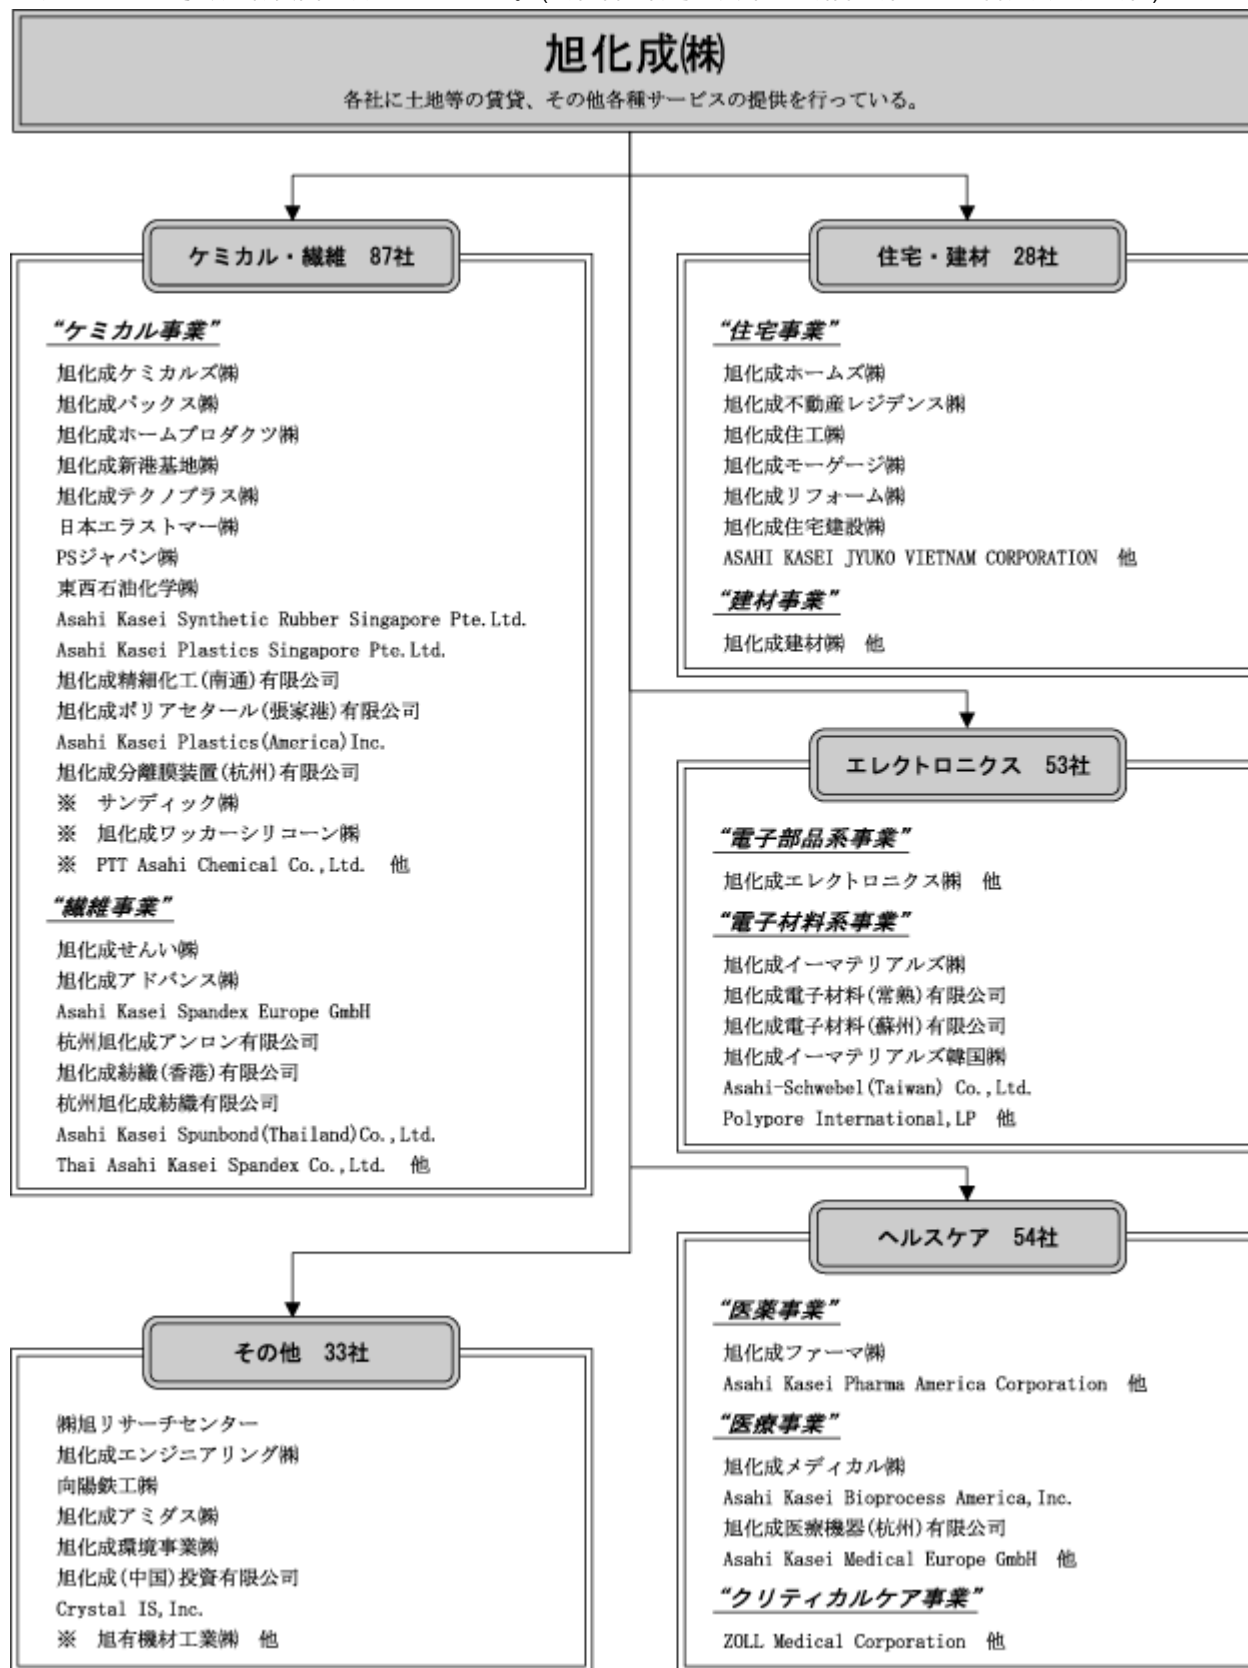 旭化成㈱
各社に土地等の賃貸、その他各種サービスの提供を行っている。
ケミカル・繊維 87社
“ケミカル事業”
旭化成ケミカルズ㈱
旭化成パックス㈱
旭化成ホームプロダクツ㈱
旭化成新港基地㈱
旭化成テクノプラス㈱
日本エラストマー㈱
PSジャパン㈱
東西石油化学㈱
Asahi Kasei Synthetic Rubber Singapore Pte.Ltd.
Asahi Kasei Plastics Singapore Pte.Ltd.
旭化成精細化工(南通)有限公司
旭化成ポリアセタール(張家港)有限公司
Asahi Kasei Plastics(America)Inc.
旭化成分離膜装置(杭州)有限公司
※ サンディック㈱
※ 旭化成ワッカーシリコーン㈱
※ PTT Asahi Chemical Co.,Ltd. 他
“繊維事業”
旭化成せんい㈱
旭化成アドバンス㈱
Asahi Kasei Spandex Europe GmbH
杭州旭化成アンロン有限公司
旭化成紡織(香港)有限公司
杭州旭化成紡織有限公司
Asahi Kasei Spunbond(Thailand)Co.,Ltd.
Thai Asahi Kasei Spandex Co.,Ltd. 他
住宅・建材 28社
“住宅事業”
旭化成ホームズ㈱
旭化成不動産レジデンス㈱
旭化成住工㈱
旭化成モーゲージ㈱
旭化成リフォーム㈱
旭化成住宅建設㈱
ASAHI KASEI JYUKO VIETNAM CORPORATION 他
“建材事業”
旭化成建材㈱ 他
エレクトロニクス 53社
“電子部品系事業”
旭化成エレクトロニクス㈱ 他
“電子材料系事業”
旭化成イーマテリアルズ㈱
旭化成電子材料(常熟)有限公司
旭化成電子材料(蘇州)有限公司
旭化成イーマテリアルズ韓国㈱
Asahi-Schwebel(Taiwan) Co.,Ltd.
Polypore International,LP 他
ヘルスケア 54社
“医薬事業”
旭化成ファーマ㈱
Asahi Kasei Pharma America Corporation 他
“医療事業”
旭化成メディカル㈱
Asahi Kasei Bioprocess America,Inc.
旭化成医療機器(杭州)有限公司
Asahi Kasei Medical Europe GmbH 他
“クリティカルケア事業”
ZOLL Medical Corporation 他
その他 33社
㈱旭リサーチセンター
旭化成エンジニアリング㈱
向陽鉄工㈱
旭化成アミダス㈱
旭化成環境事業㈱
旭化成(中国)投資有限公司
Crystal IS,Inc.
※ 旭有機材工業㈱ 他